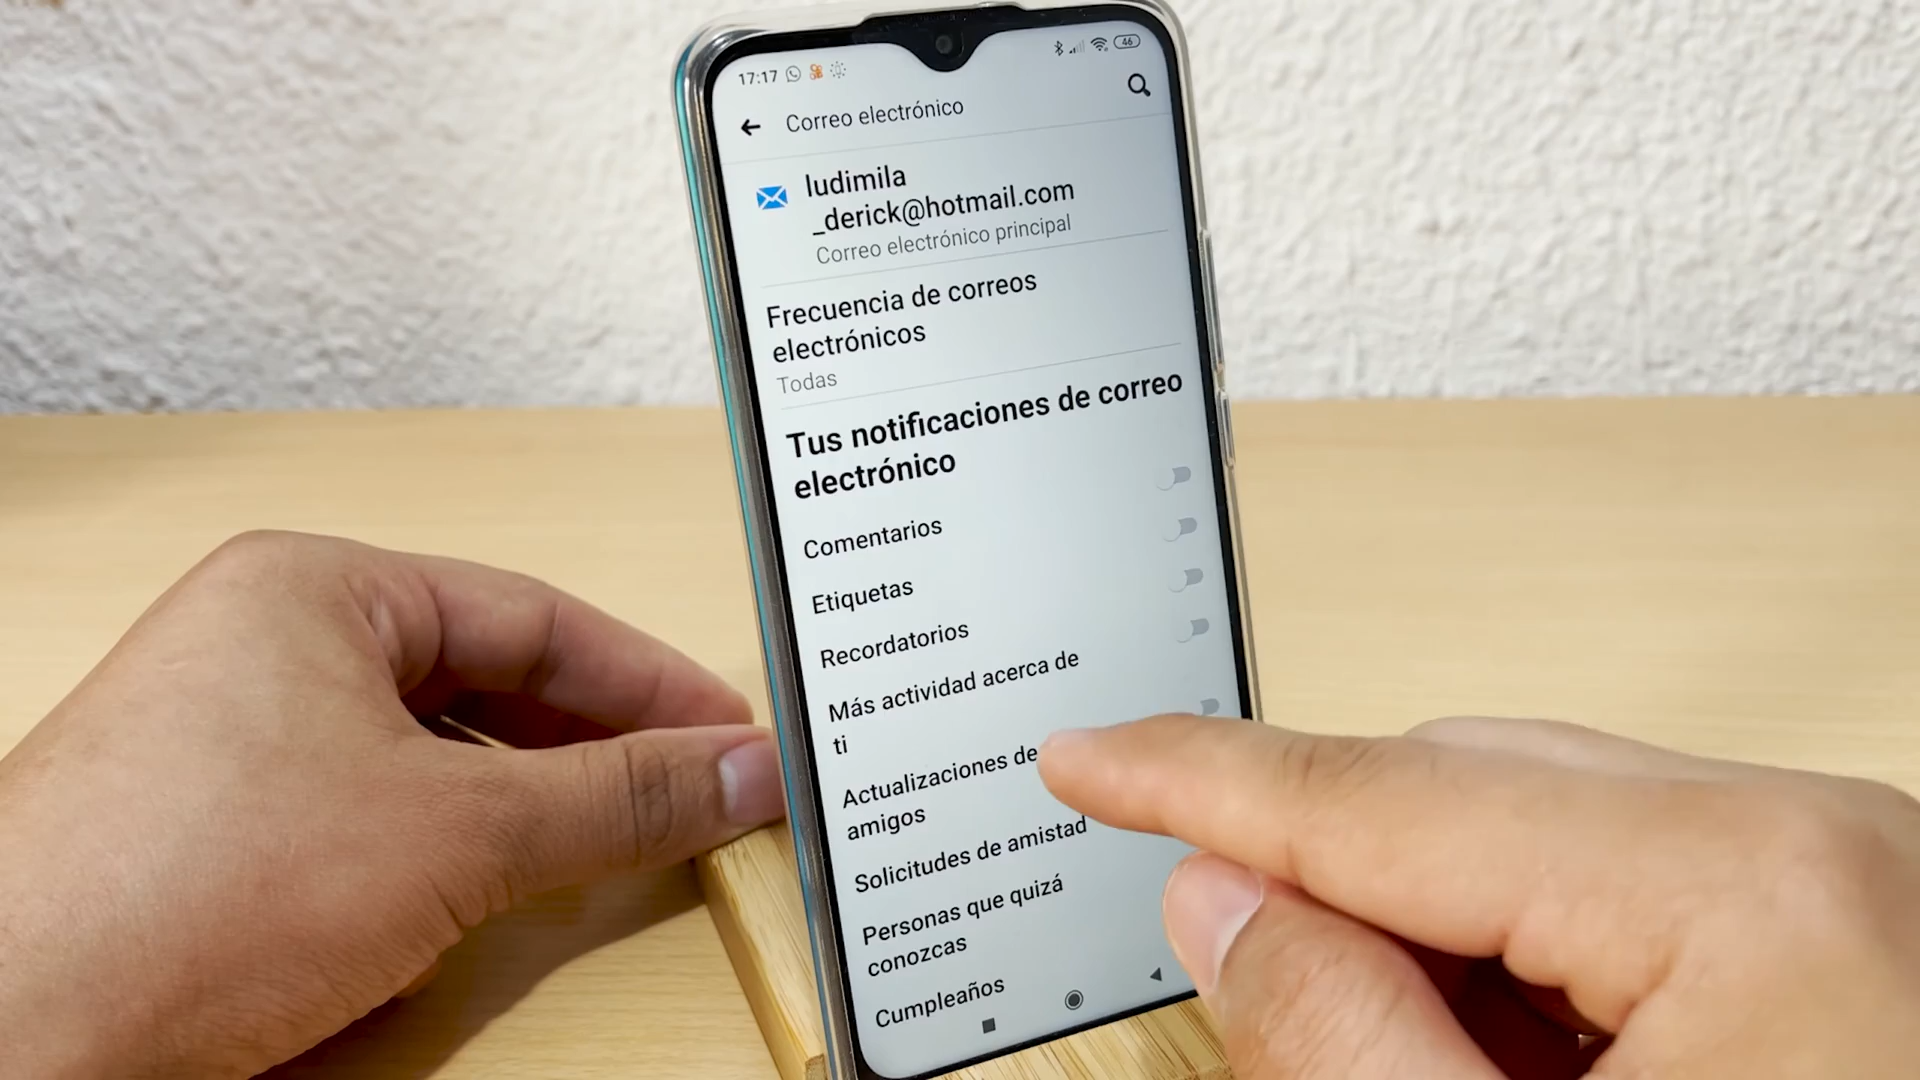 17:17
46
Correo electrónico
ludimila
_derick@hotmail.com
Correo electrónico principal
Frecuencia de correos
electrónicos
Todas
Tus notificaciones de correo
electrónico
Comentarios
Etiquetas
Recordatorios
Más actividad acerca de
ti
Actualizaciones de
amigos
Solicitudes de amistad
Personas que quizá
conozcas
Cumpleaños